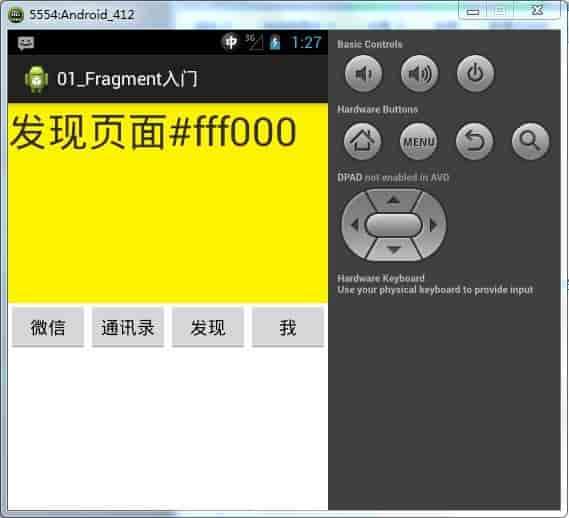 5554:Android_412
中
3G
1:27
01_Fragment入门
发现页面#fff000
微信
通讯录
发现
我
Basic Controls
Hardware Buttons
MENU
DPAD not enabled in AVD
Hardware Keyboard
Use your physical keyboard to provide input